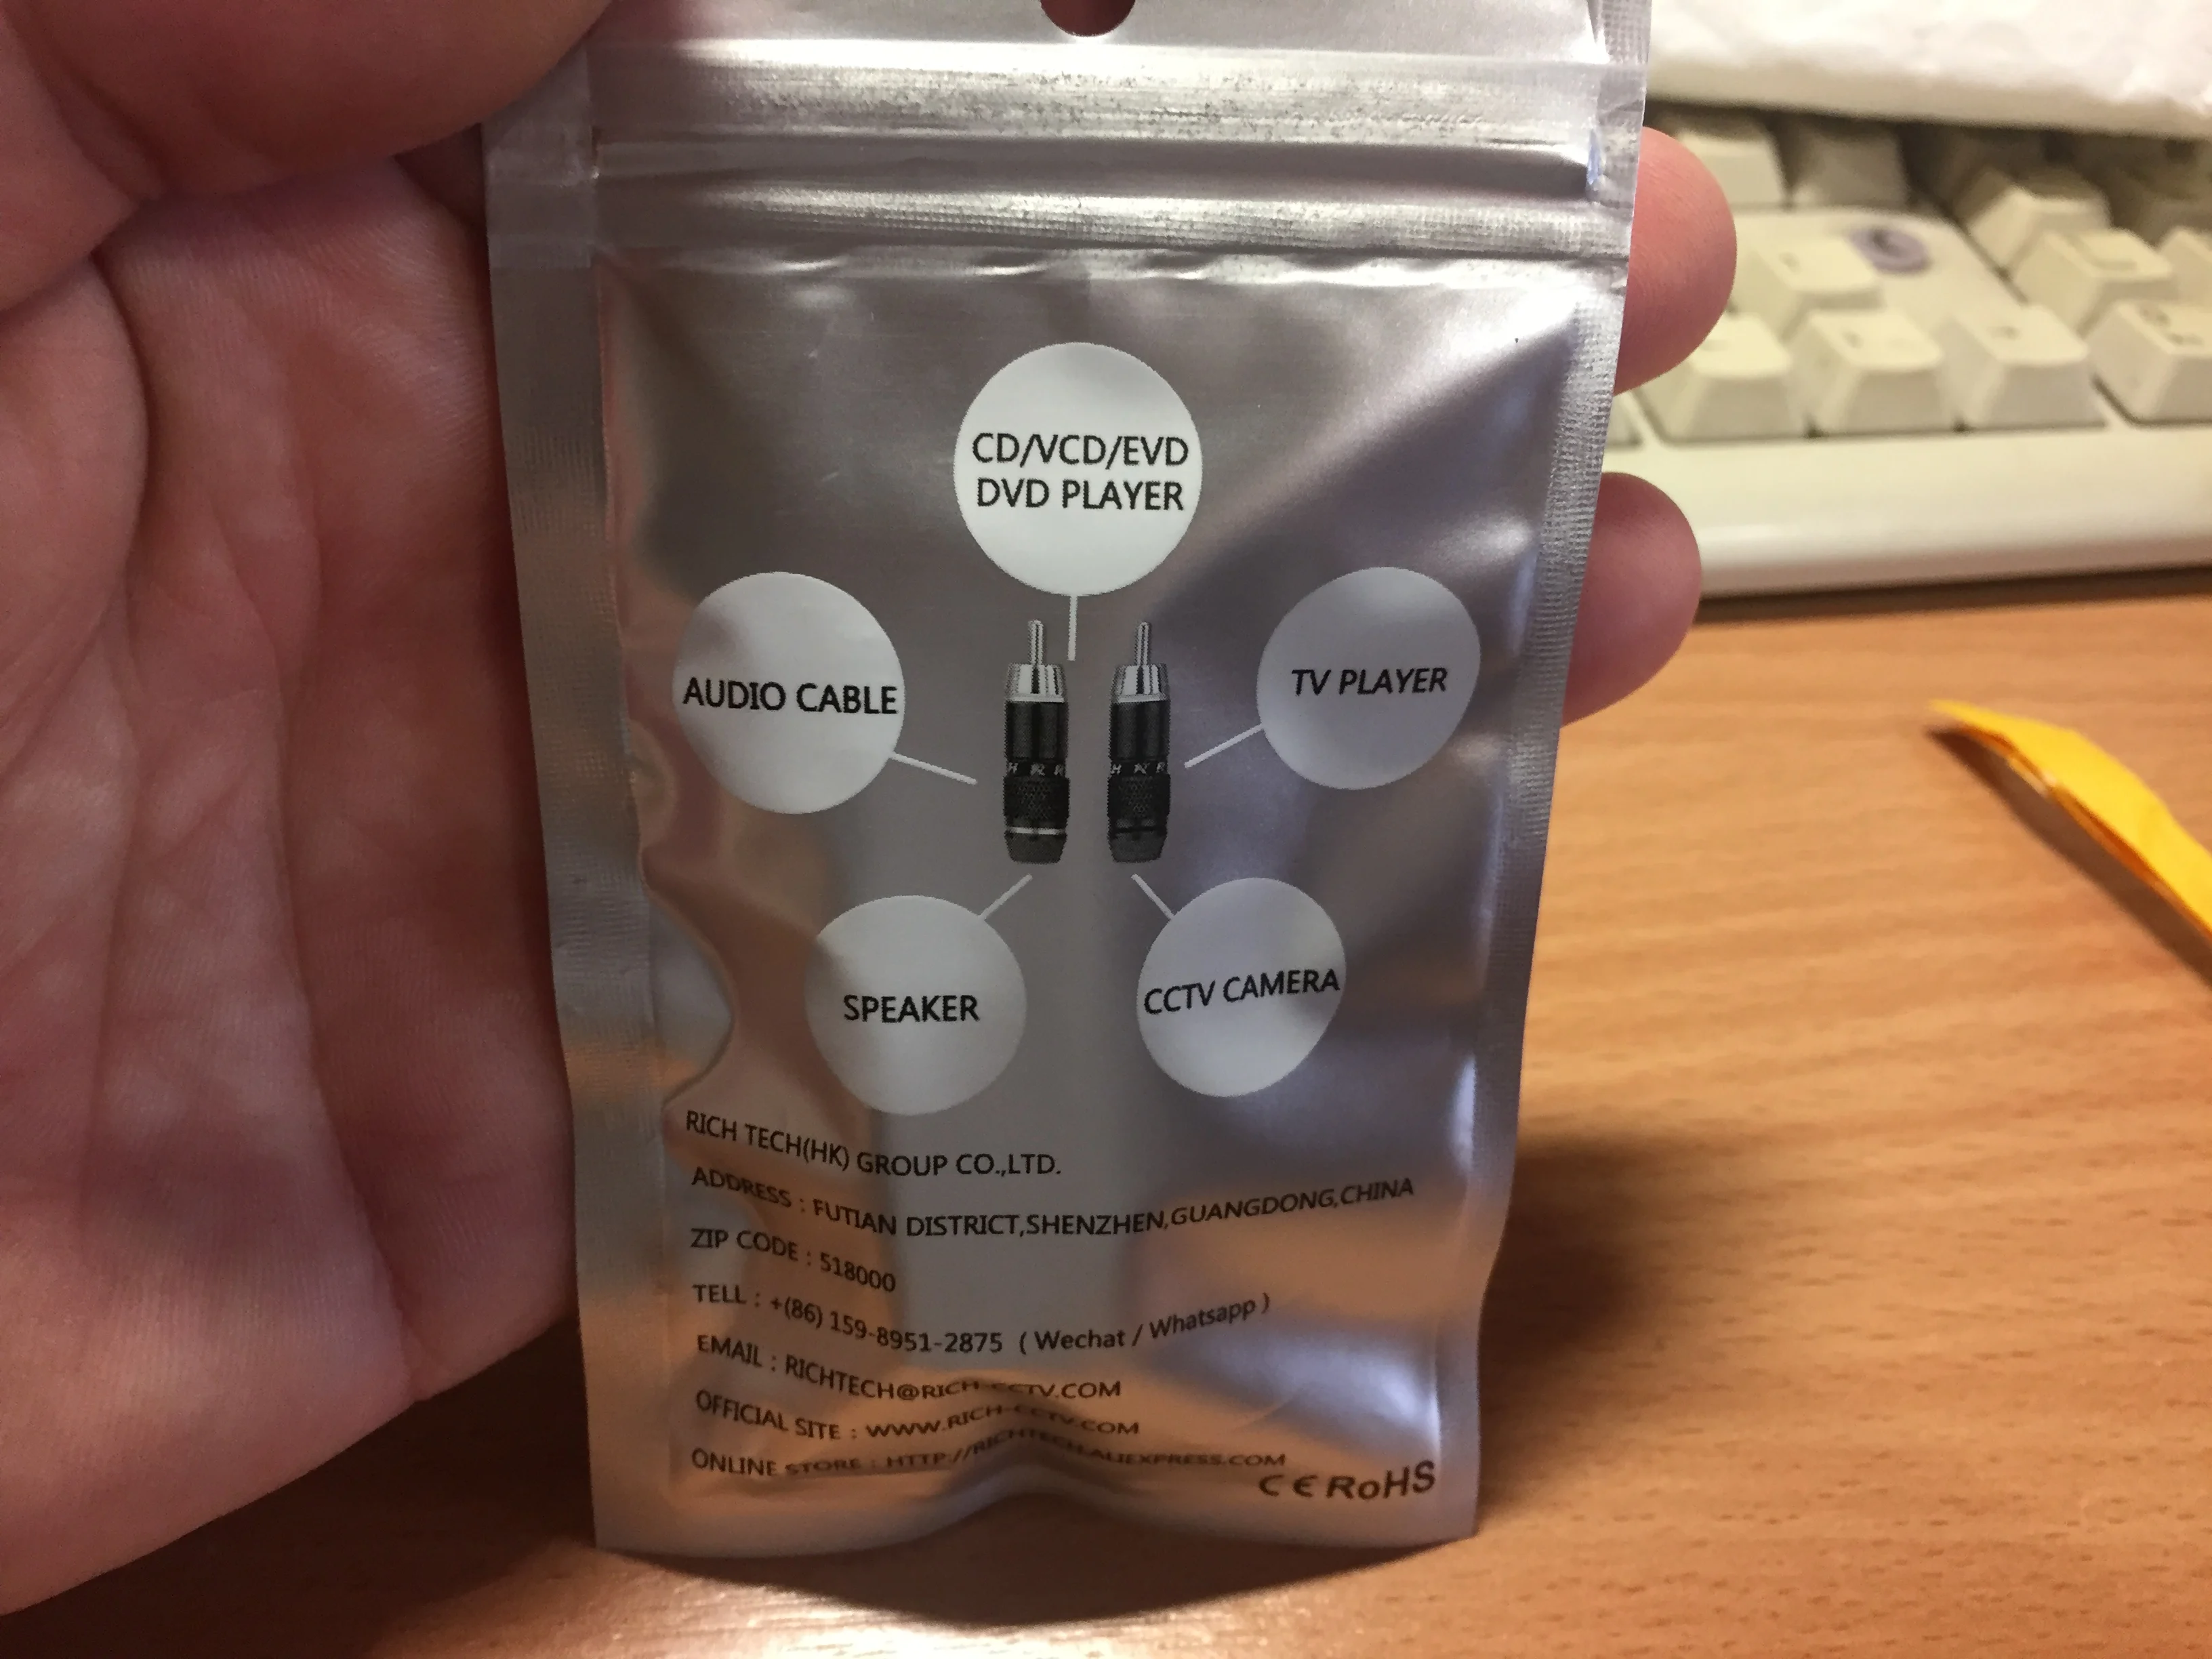 CD/VCD/EVD
DVD PLAYER
AUDIO CABLE
TV PLAYER
SPEAKER
CCTV CAMERA
RICH TECH(HK) GROUP CO.,LTD.
ADDRESS : FUTIAN DISTRICT,SHENZHEN,GUANGDONG,CHINA
ZIP CODE : 518000
TELL : +(86) 159-8951-2875 ( Wechat / Whatsapp )
EMAIL : RICHTECH@RICH-CCTV.COM
OFFICIAL SITE : WWW.RICH-CCTV.COM
ONLINE STORE : HTTP://RICHTECH.ALIEXPRESS.COM
CE RoHS